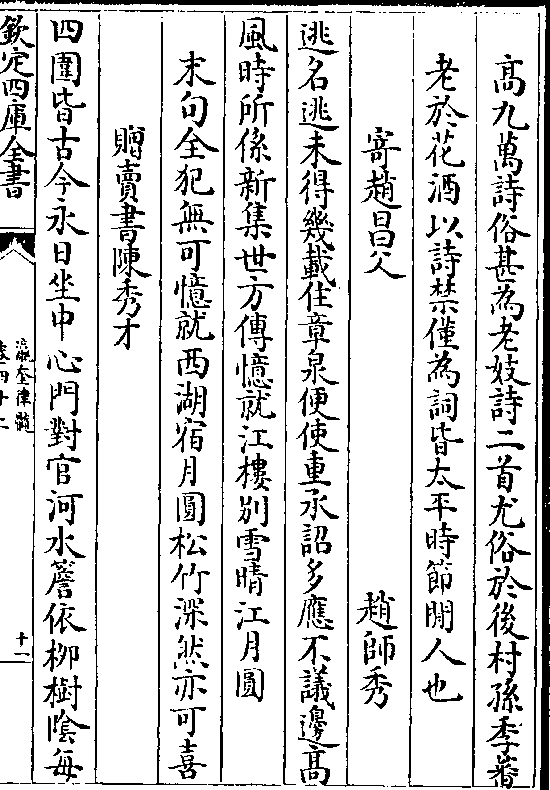 髙九萬詩俗甚為老妓詩二首尤俗於後村孫季蕃
老於花酒以詩禁僅為詞皆太平時節閒人也
寄趙昌父 趙師秀
逃名逃未得幾載住章泉便使重承詔多應不議邊髙
風時所係新集世方傳憶就江樓别雪晴江月圓
末句全犯無可憶就西湖宿月圓松竹深然亦可喜
贈賣書陳秀才
四圍皆古今永日坐中心門對官河水簷依柳樹隂每
欽定四庫全書
瀛奎律髓
卷四十二
十一